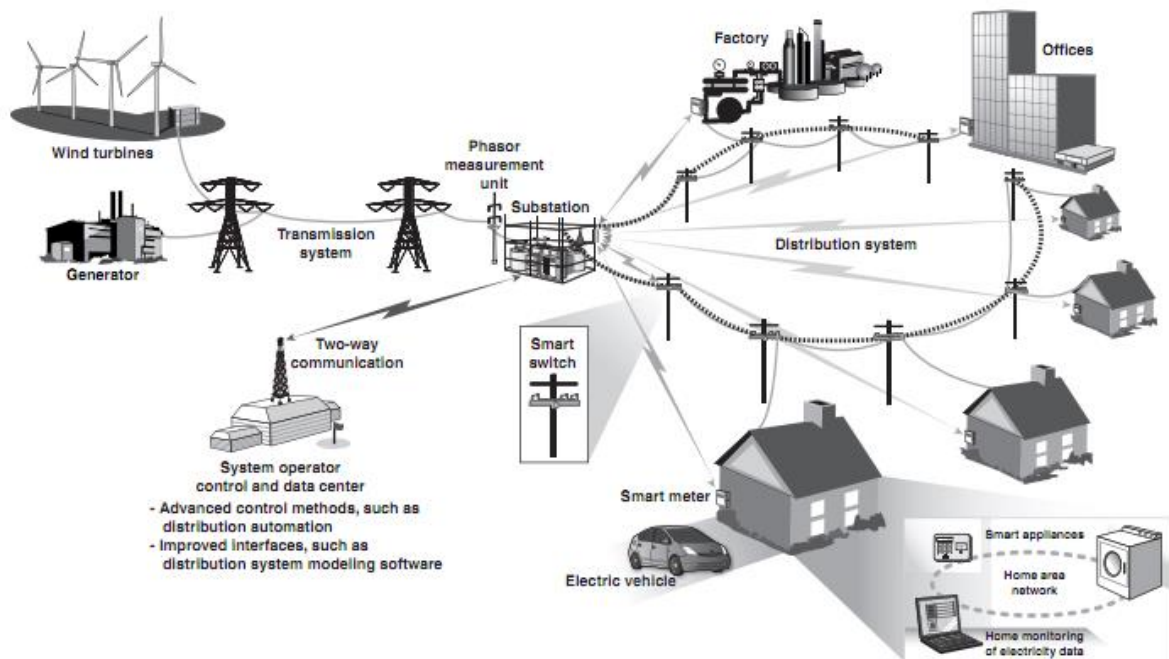 Factory
Offices
Wind turbines
Phasor
measurement
unit
Substation
Generator
Transmission
system
Distribution system
Two-way
communication
Smart
switch
System operator
control and data center
- Advanced control methods, such as
distribution automation
- Improved interfaces, such as
distribution system modeling software
Smart meter
Electric vehicle
Smart appliances
Home area
network
Home monitoring
of electricity data